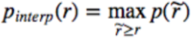 p_interp(r) = max_{r̃≥r} p(r̃)